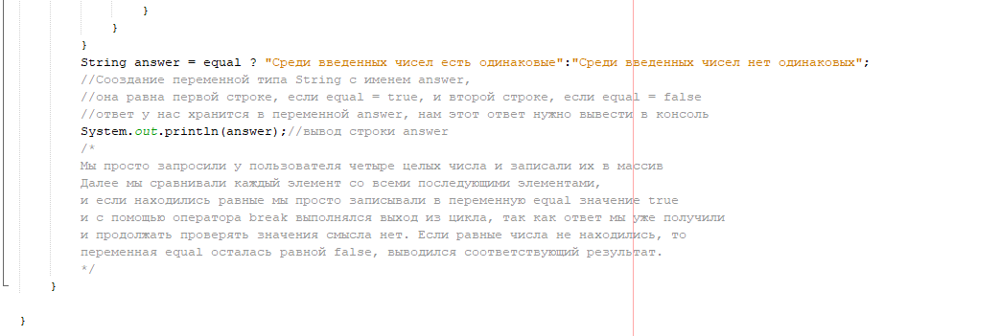 }
}
}
String answer = equal ? "Среди введенных чисел есть одинаковые":"Среди введенных чисел нет одинаковых";
//Сооздание переменной типа String с именем answer,
//она равна первой строке, если equal = true, и второй строке, если equal = false
//ответ у нас хранится в переменной answer, нам этот ответ нужно вывести в консоль
System.out.println(answer);//вывод строки answer
/*
Мы просто запросили у пользователя четыре целых числа и записали их в массив
Далее мы сравнивали каждый элемент со всеми последующими элементами,
и если находились равные мы просто записывали в переменную equal значение true
и с помощью оператора break выполнялся выход из цикла, так как ответ мы уже получили
и продолжать проверять значения смысла нет. Если равные числа не находились, то
переменная equal осталась равной false, выводился соответствующий результат.
*/
}
}